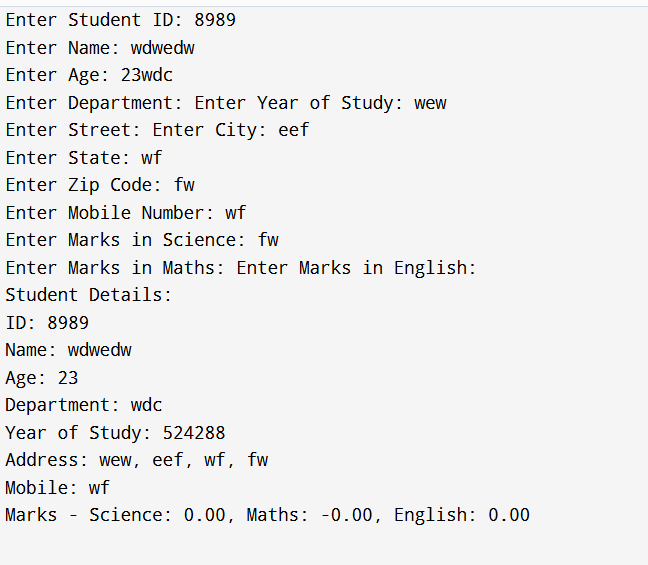 Enter Student ID: 8989
Enter Name: wdwedw
Enter Age: 23wdc
Enter Department: Enter Year of Study: wew
Enter Street: Enter City: eef
Enter State: wf
Enter Zip Code: fw
Enter Mobile Number: wf
Enter Marks in Science: fw
Enter Marks in Maths: Enter Marks in English:
Student Details:
ID: 8989
Name: wdwedw
Age: 23
Department: wdc
Year of Study: 524288
Address: wew, eef, wf, fw
Mobile: wf
Marks - Science: 0.00, Maths: -0.00, English: 0.00